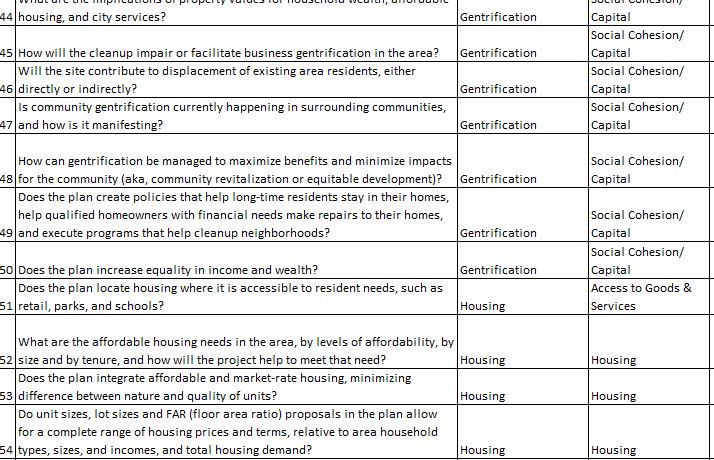 What are the implications of property values for household wealth, affordable
44 housing, and city services? Gentrification Social Cohesion/
Capital
45 How will the cleanup impair or facilitate business gentrification in the area? Gentrification Social Cohesion/
Capital
Will the site contribute to displacement of existing area residents, either
46 directly or indirectly? Gentrification Social Cohesion/
Capital
Is community gentrification currently happening in surrounding communities,
47 and how is it manifesting? Gentrification Social Cohesion/
Capital
How can gentrification be managed to maximize benefits and minimize impacts
48 for the community (aka, community revitalization or equitable development)? Gentrification Social Cohesion/
Capital
Does the plan create policies that help long-time residents stay in their homes,
help qualified homeowners with financial needs make repairs to their homes,
49 and execute programs that help cleanup neighborhoods? Gentrification Social Cohesion/
Capital
50 Does the plan increase equality in income and wealth? Gentrification Social Cohesion/
Capital
Does the plan locate housing where it is accessible to resident needs, such as
51 retail, parks, and schools? Housing Access to Goods &
Services
What are the affordable housing needs in the area, by levels of affordability, by
52 size and by tenure, and how will the project help to meet that need? Housing Housing
Does the plan integrate affordable and market-rate housing, minimizing
53 difference between nature and quality of units? Housing Housing
Do unit sizes, lot sizes and FAR (floor area ratio) proposals in the plan allow
for a complete range of housing prices and terms, relative to area household
54 types, sizes, and incomes, and total housing demand? Housing Housing